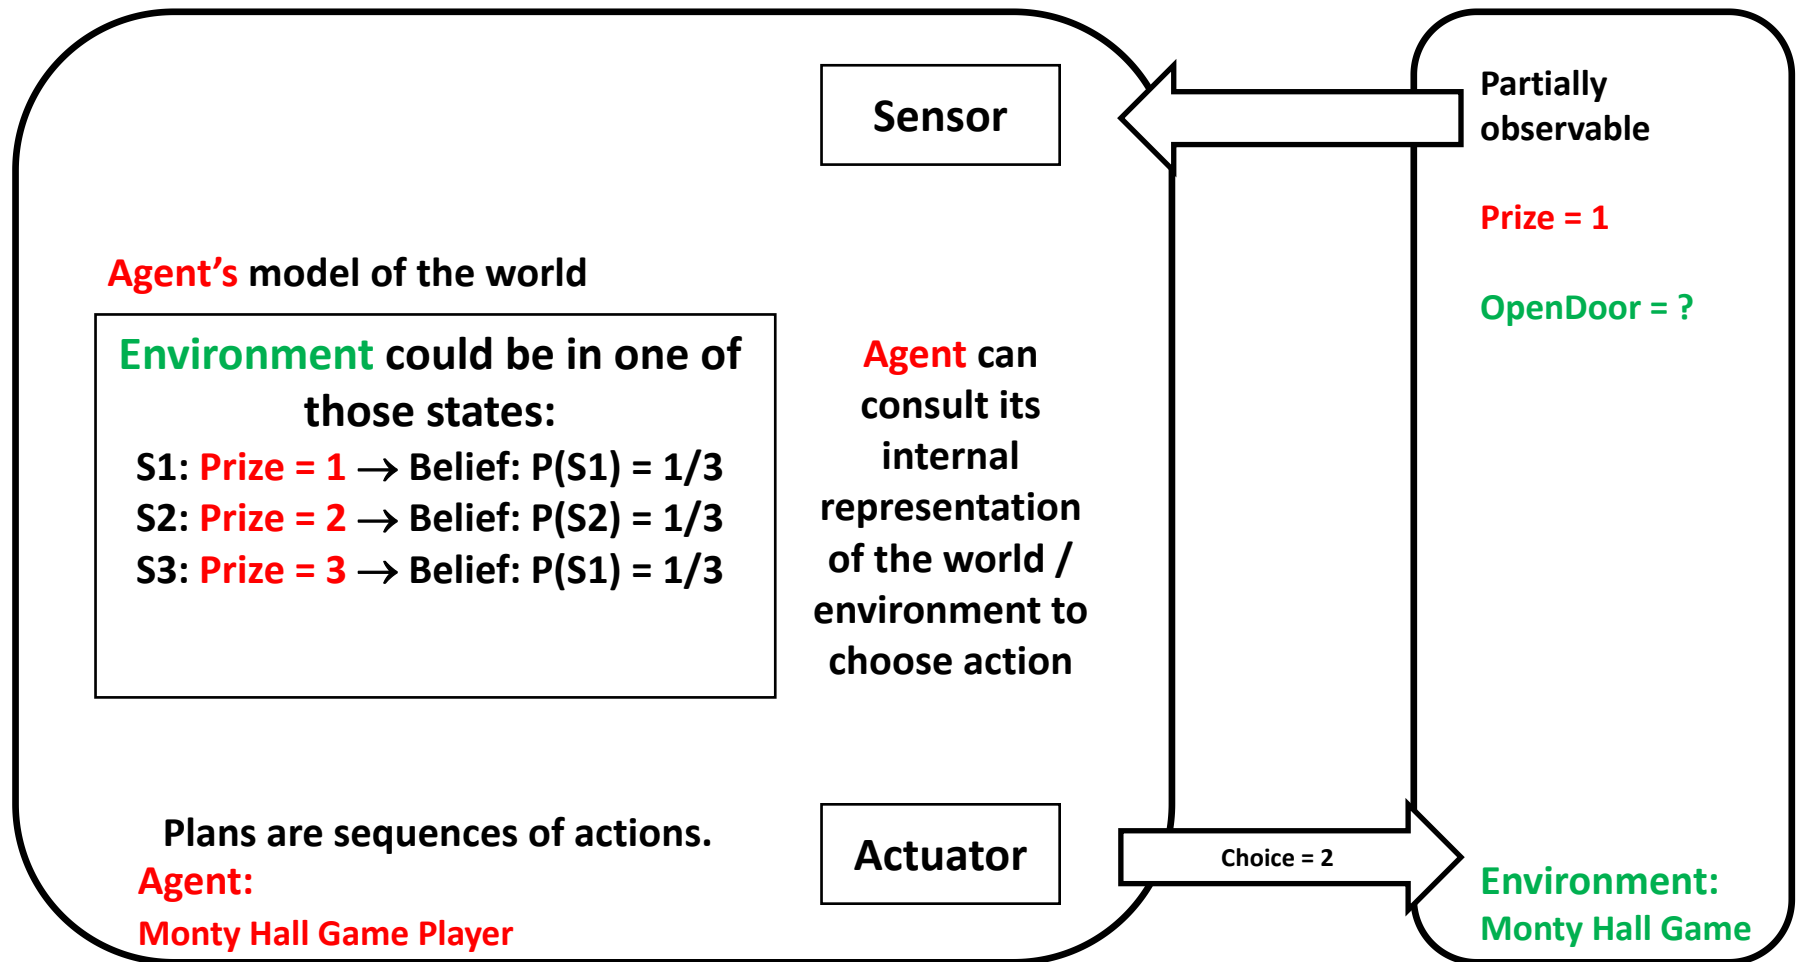 Sensor
Partially
observable
Prize = 1
OpenDoor = ?
Agent's model of the world
Environment could be in one of
those states:
S1: Prize = 1 → Belief: P(S1) = 1/3
S2: Prize = 2 → Belief: P(S2) = 1/3
S3: Prize = 3 → Belief: P(S1) = 1/3
Agent can
consult its
internal
representation
of the world /
environment to
choose action
Plans are sequences of actions.
Agent:
Monty Hall Game Player
Actuator
Choice = 2
Environment:
Monty Hall Game